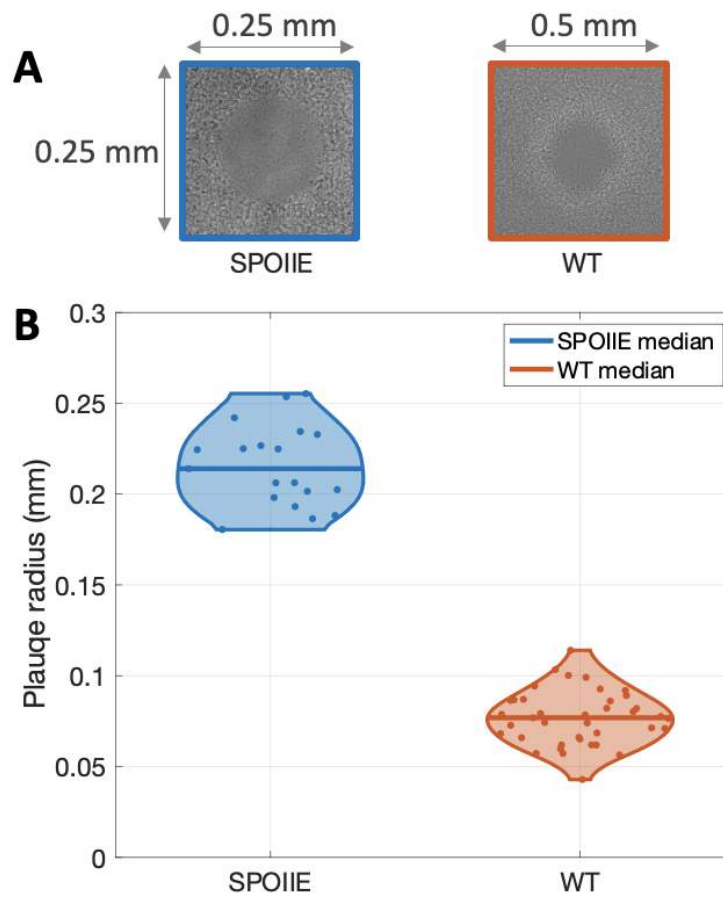 0.25 mm
0.5 mm
A
0.25 mm
SPOIIE
WT
B
0.3
SPOIIE median
WT median
0.25
0.2
0.15
0.1
0.05
0
Plauqe radius (mm)
SPOIIE
WT